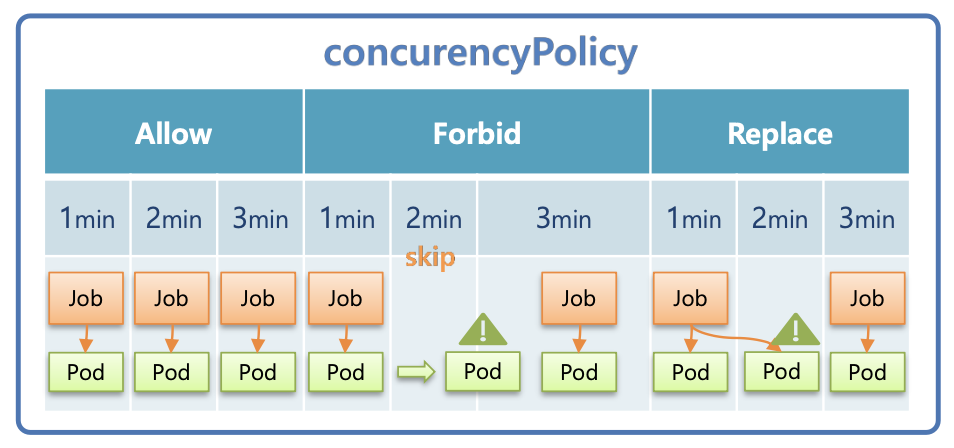 concurencyPolicy
Allow Forbid Replace
1min 2min 3min 1min 2min 3min 1min 2min 3min
skip
Job Job Job Job Job Job Job
!
!
Pod Pod Pod Pod Pod Pod Pod Pod Pod